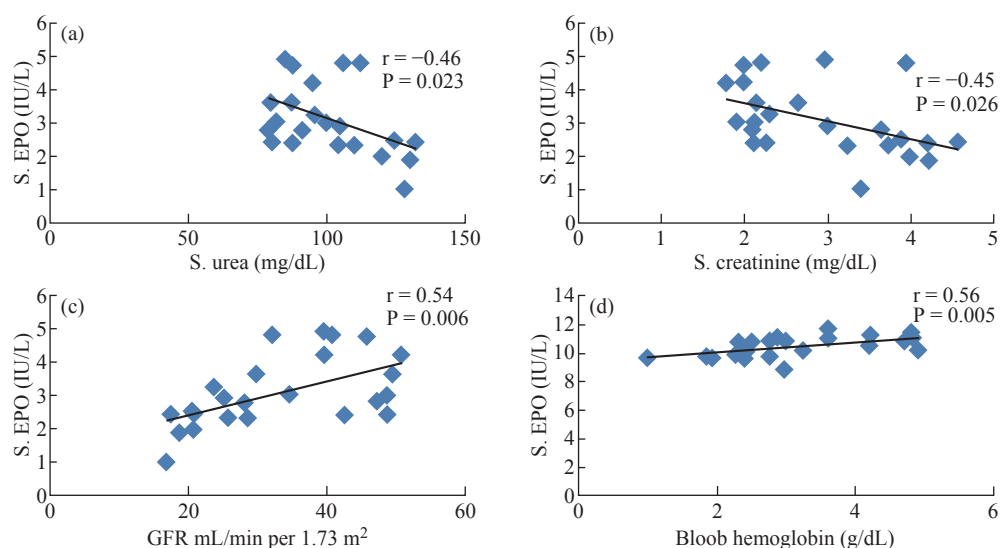 (a)
r = −0.46
P = 0.023
S. EPO (IU/L)
6
5
4
3
2
1
0
0
50
100
150
S. urea (mg/dL)
(b)
r = −0.45
P = 0.026
S. EPO (IU/L)
6
5
4
3
2
1
0
0
1
2
3
4
5
S. creatinine (mg/dL)
(c)
r = 0.54
P = 0.006
S. EPO (IU/L)
6
5
4
3
2
1
0
0
20
40
60
GFR mL/min per 1.73 m²
(d)
r = 0.56
P = 0.005
S. EPO (IU/L)
14
12
10
8
6
4
2
0
0
2
4
6
Bloob hemoglobin (g/dL)